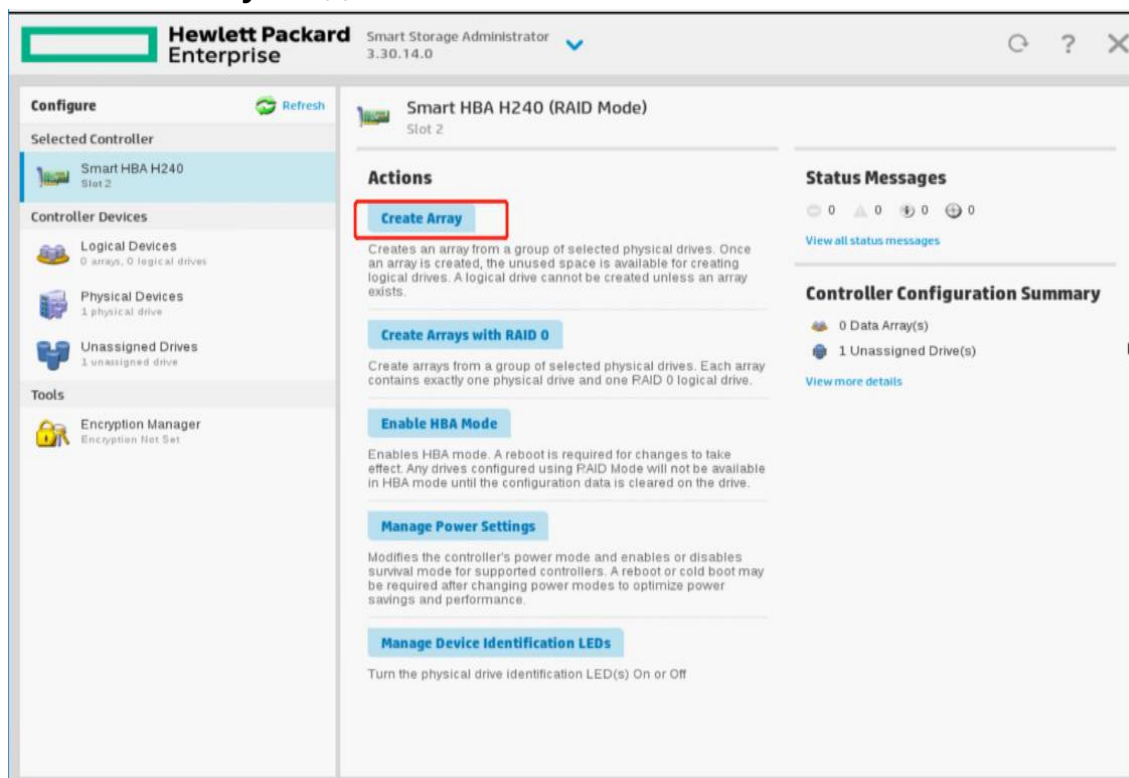 Hewlett Packard
Enterprise
Smart Storage Administrator
3.30.14.0
?
Configure
Refresh
Selected Controller
Smart HBA H240
Slot 2
Controller Devices
Logical Devices
0 arrays, 0 logical drives
Physical Devices
1 physical drive
Unassigned Drives
1 unassigned drive
Tools
Encryption Manager
Encryption Not Set
Smart HBA H240 (RAID Mode)
Slot 2
Actions
Create Array
Creates an array from a group of selected physical drives. Once
an array is created, the unused space is available for creating
logical drives. A logical drive cannot be created unless an array
exists.
Create Arrays with RAID 0
Create arrays from a group of selected physical drives. Each array
contains exactly one physical drive and one RAID 0 logical drive.
Enable HBA Mode
Enables HBA mode. A reboot is required for changes to take
effect. Any drives configured using RAID Mode will not be available
in HBA mode until the configuration data is cleared on the drive.
Manage Power Settings
Modifies the controller's power mode and enables or disables
survival mode for supported controllers. A reboot or cold boot may
be required after changing power modes to optimize power
savings and performance.
Manage Device Identification LEDs
Turn the physical drive identification LED(s) On or Off
Status Messages
0 0 0 0
View all status messages
Controller Configuration Summary
0 Data Array(s)
1 Unassigned Drive(s)
View more details